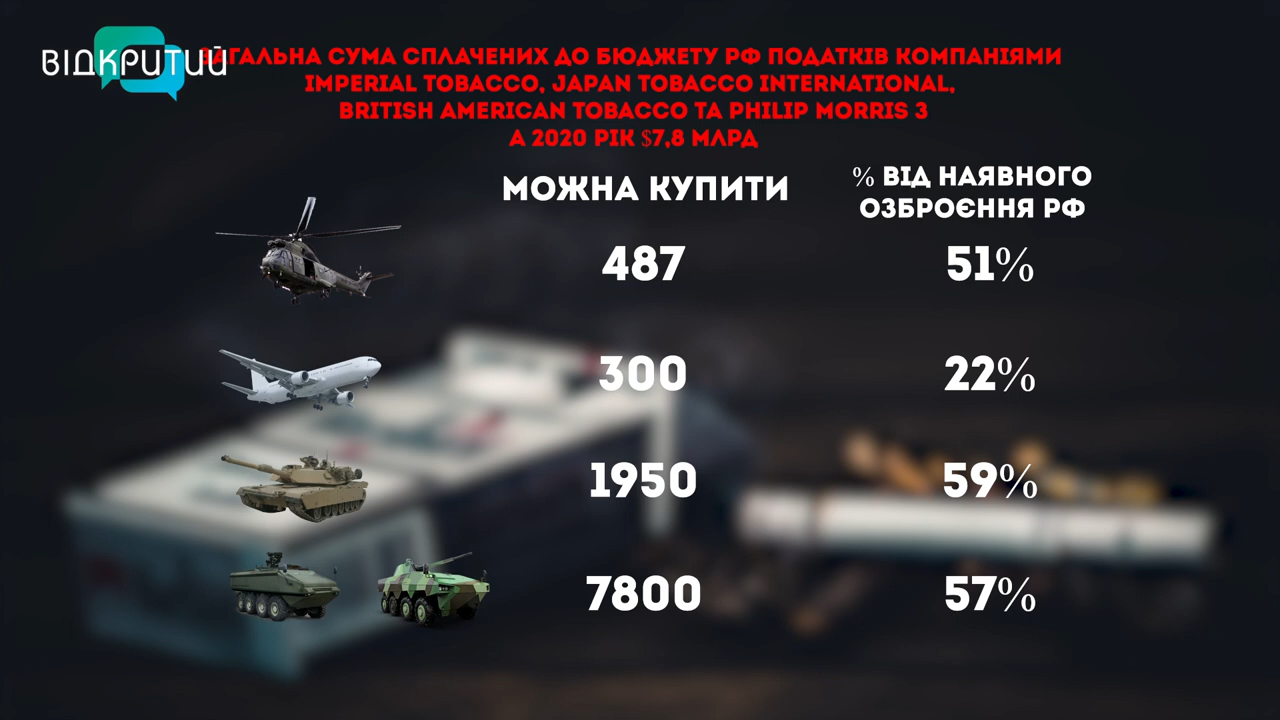 ВІДКРИТИЙ
ЗАГАЛЬНА СУМА СПЛАЧЕНИХ ДО БЮДЖЕТУ РФ ПОДАТКІВ КОМПАНІЯМИ
IMPERIAL TOBACCO, JAPAN TOBACCO INTERNATIONAL,
BRITISH AMERICAN TOBACCO ТА PHILIP MORRIS З
А 2020 РІК $7,8 МЛРД
МОЖНА КУПИТИ
% ВІД НАЯВНОГО
ОЗБРОЄННЯ РФ
487 51%
300 22%
1950 59%
7800 57%